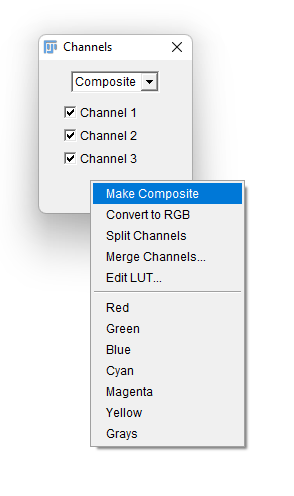 Channels
Composite
Channel 1
Channel 2
Channel 3
Make Composite
Convert to RGB
Split Channels
Merge Channels...
Edit LUT...
Red
Green
Blue
Cyan
Magenta
Yellow
Grays